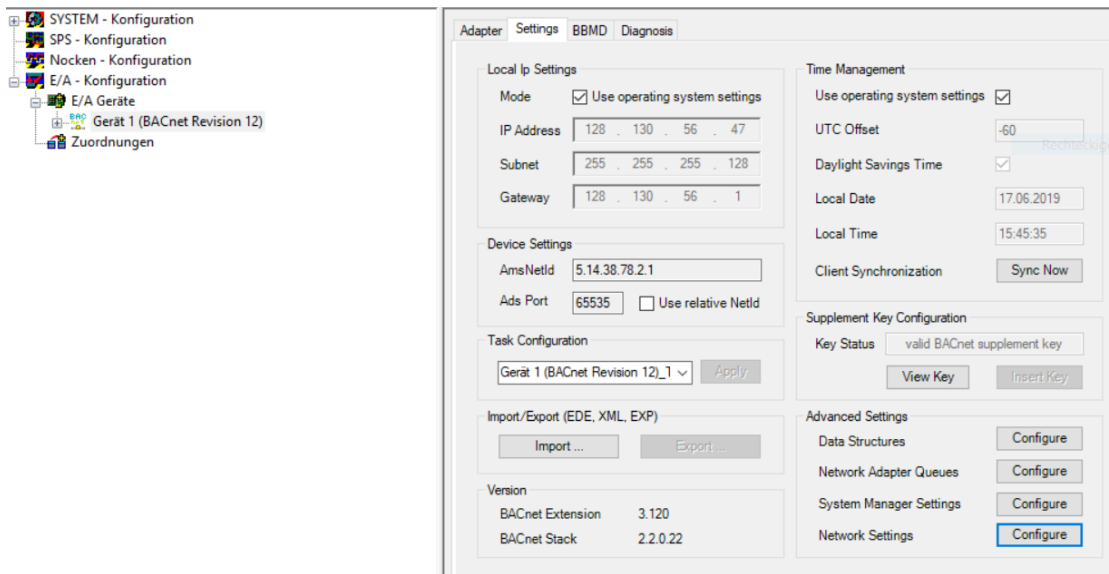 SYSTEM - Konfiguration
SPS - Konfiguration
Nocken - Konfiguration
E/A - Konfiguration
E/A Geräte
Gerät 1 (BACnet Revision 12)
Zuordnungen
Adapter Settings BBMD Diagnosis
Local Ip Settings
Mode Use operating system settings
IP Address 128 . 130 . 56 . 47
Subnet 255 . 255 . 255 . 128
Gateway 128 . 130 . 56 . 1
Device Settings
AmsNetId 5.14.38.78.2.1
Ads Port 65535 Use relative NetId
Task Configuration
Gerät 1 (BACnet Revision 12)_T Apply
Import/Export (EDE, XML, EXP)
Import ... Export ...
Version
BACnet Extension 3.120
BACnet Stack 2.2.0.22
Time Management
Use operating system settings
UTC Offset -60
Rechteckig
Daylight Savings Time
Local Date 17.06.2019
Local Time 15:45:35
Client Synchronization Sync Now
Supplement Key Configuration
Key Status valid BACnet supplement key
View Key Insert Key
Advanced Settings
Data Structures Configure
Network Adapter Queues Configure
System Manager Settings Configure
Network Settings Configure